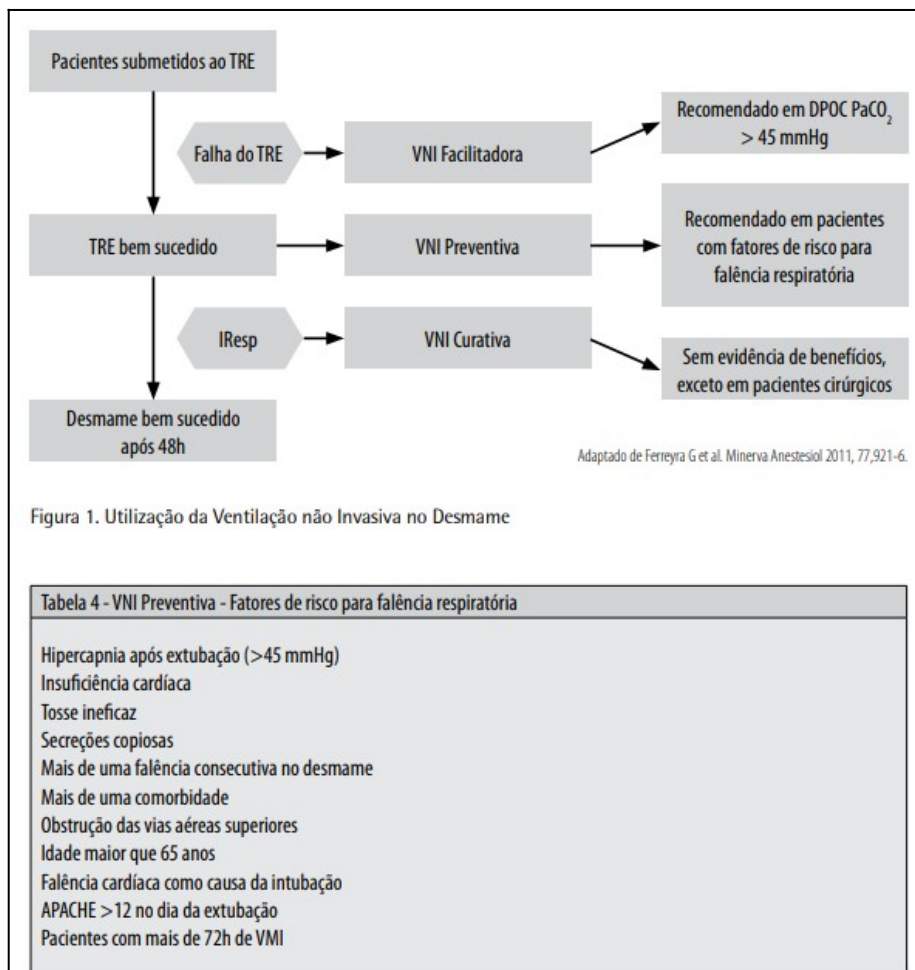 Pacientes submetidos ao TRE
Falha do TRE
VNI Facilitadora
Recomendado em DPOC PaCO2
> 45 mmHg
TRE bem sucedido
VNI Preventiva
Recomendado em pacientes
com fatores de risco para
falência respiratória
IResp
VNI Curativa
Sem evidência de benefícios,
exceto em pacientes cirúrgicos
Desmame bem sucedido
após 48h
Adaptado de Ferreyra G et al. Minerva Anestesiol 2011, 77,921-6.
Figura 1. Utilização da Ventilação não Invasiva no Desmame
Tabela 4 - VNI Preventiva - Fatores de risco para falência respiratória
Hipercapnia após extubação (>45 mmHg)
Insuficiência cardíaca
Tosse ineficaz
Secreções copiosas
Mais de uma falência consecutiva no desmame
Mais de uma comorbidade
Obstrução das vias aéreas superiores
Idade maior que 65 anos
Falência cardíaca como causa da intubação
APACHE >12 no dia da extubação
Pacientes com mais de 72h de VMI